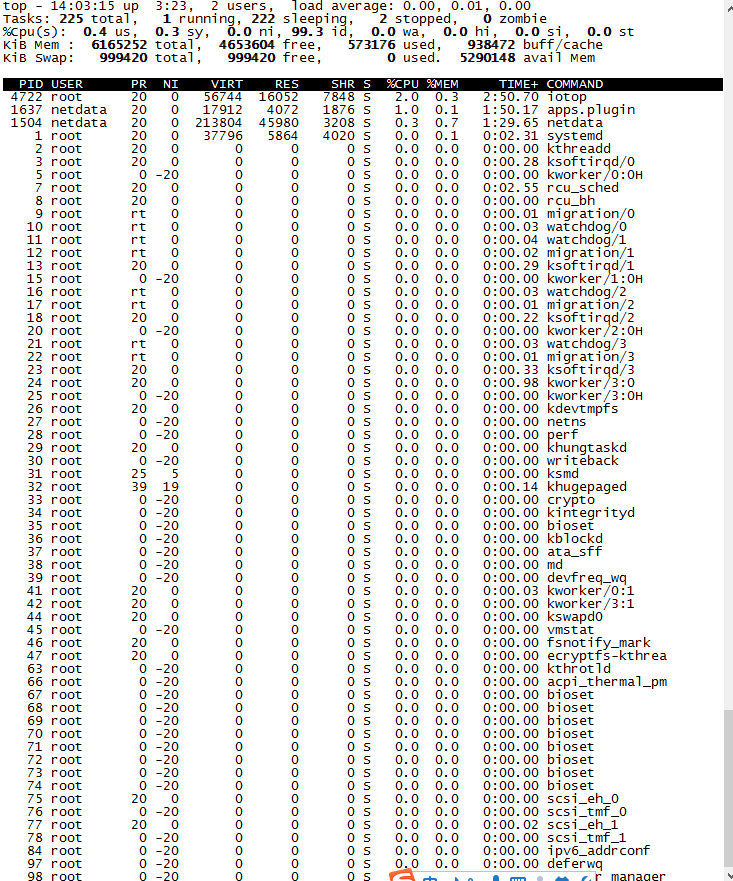 top - 14:03:15 up  3:23,  2 users,  load average: 0.00, 0.01, 0.00
Tasks: 225 total,   1 running, 222 sleeping,   2 stopped,   0 zombie
%Cpu(s):  0.4 us,  0.3 sy,  0.0 ni, 99.3 id,  0.0 wa,  0.0 hi,  0.0 si,  0.0 st
KiB Mem :  6165252 total,  4653604 free,   573176 used,   938472 buff/cache
KiB Swap:   999420 total,   999420 free,        0 used.  5290148 avail Mem
PID USER PR NI VIRT RES SHR S %CPU %MEM TIME+ COMMAND
4722 root 20 0 56744 16052 7848 S 2.0 0.3 2:50.70 iotop
1637 netdata 20 0 17912 4072 1876 S 1.0 0.1 1:50.17 apps.plugin
1504 netdata 20 0 213804 45980 3208 S 0.3 0.7 1:29.65 netdata
1 root 20 0 37796 5864 4020 S 0.0 0.1 0:02.31 systemd
2 root 20 0 0 0 0 S 0.0 0.0 0:00.00 kthreadd
3 root 20 0 0 0 0 S 0.0 0.0 0:00.28 ksoftirqd/0
5 root 0 -20 0 0 0 S 0.0 0.0 0:00.00 kworker/0:0H
7 root 20 0 0 0 0 S 0.0 0.0 0:02.55 rcu_sched
8 root 20 0 0 0 0 S 0.0 0.0 0:00.00 rcu_bh
9 root rt 0 0 0 0 S 0.0 0.0 0:00.01 migration/0
10 root rt 0 0 0 0 S 0.0 0.0 0:00.03 watchdog/0
11 root rt 0 0 0 0 S 0.0 0.0 0:00.04 watchdog/1
12 root rt 0 0 0 0 S 0.0 0.0 0:00.02 migration/1
13 root 20 0 0 0 0 S 0.0 0.0 0:00.29 ksoftirqd/1
15 root 0 -20 0 0 0 S 0.0 0.0 0:00.00 kworker/1:0H
16 root rt 0 0 0 0 S 0.0 0.0 0:00.03 watchdog/2
17 root rt 0 0 0 0 S 0.0 0.0 0:00.01 migration/2
18 root 20 0 0 0 0 S 0.0 0.0 0:00.22 ksoftirqd/2
20 root 0 -20 0 0 0 S 0.0 0.0 0:00.00 kworker/2:0H
21 root rt 0 0 0 0 S 0.0 0.0 0:00.03 watchdog/3
22 root rt 0 0 0 0 S 0.0 0.0 0:00.01 migration/3
23 root 20 0 0 0 0 S 0.0 0.0 0:00.33 ksoftirqd/3
24 root 20 0 0 0 0 S 0.0 0.0 0:00.98 kworker/3:0
25 root 0 -20 0 0 0 S 0.0 0.0 0:00.00 kworker/3:0H
26 root 20 0 0 0 0 S 0.0 0.0 0:00.00 kdevtmpfs
27 root 0 -20 0 0 0 S 0.0 0.0 0:00.00 netns
28 root 0 -20 0 0 0 S 0.0 0.0 0:00.00 perf
29 root 20 0 0 0 0 S 0.0 0.0 0:00.00 khungtaskd
30 root 0 -20 0 0 0 S 0.0 0.0 0:00.00 writeback
31 root 25 5 0 0 0 S 0.0 0.0 0:00.00 ksmd
32 root 39 19 0 0 0 S 0.0 0.0 0:00.14 khugepaged
33 root 0 -20 0 0 0 S 0.0 0.0 0:00.00 crypto
34 root 0 -20 0 0 0 S 0.0 0.0 0:00.00 kintegrityd
35 root 0 -20 0 0 0 S 0.0 0.0 0:00.00 bioset
36 root 0 -20 0 0 0 S 0.0 0.0 0:00.00 kblockd
37 root 0 -20 0 0 0 S 0.0 0.0 0:00.00 ata_sff
38 root 0 -20 0 0 0 S 0.0 0.0 0:00.00 md
39 root 0 -20 0 0 0 S 0.0 0.0 0:00.00 devfreq_wq
41 root 20 0 0 0 0 S 0.0 0.0 0:00.03 kworker/0:1
42 root 20 0 0 0 0 S 0.0 0.0 0:00.00 kworker/3:1
44 root 20 0 0 0 0 S 0.0 0.0 0:00.00 kswapd0
45 root 0 -20 0 0 0 S 0.0 0.0 0:00.00 vmstat
46 root 20 0 0 0 0 S 0.0 0.0 0:00.00 fsnotify_mark
47 root 20 0 0 0 0 S 0.0 0.0 0:00.00 ecryptfs-kthrea
63 root 0 -20 0 0 0 S 0.0 0.0 0:00.00 kthrotld
66 root 0 -20 0 0 0 S 0.0 0.0 0:00.00 acpi_thermal_pm
67 root 0 -20 0 0 0 S 0.0 0.0 0:00.00 bioset
68 root 0 -20 0 0 0 S 0.0 0.0 0:00.00 bioset
69 root 0 -20 0 0 0 S 0.0 0.0 0:00.00 bioset
70 root 0 -20 0 0 0 S 0.0 0.0 0:00.00 bioset
71 root 0 -20 0 0 0 S 0.0 0.0 0:00.00 bioset
72 root 0 -20 0 0 0 S 0.0 0.0 0:00.00 bioset
73 root 0 -20 0 0 0 S 0.0 0.0 0:00.00 bioset
74 root 0 -20 0 0 0 S 0.0 0.0 0:00.00 bioset
75 root 20 0 0 0 0 S 0.0 0.0 0:00.00 scsi_eh_0
76 root 0 -20 0 0 0 S 0.0 0.0 0:00.00 scsi_tmf_0
77 root 20 0 0 0 0 S 0.0 0.0 0:00.02 scsi_eh_1
78 root 0 -20 0 0 0 S 0.0 0.0 0:00.00 scsi_tmf_1
84 root 0 -20 0 0 0 S 0.0 0.0 0:00.00 ipv6_addrconf
97 root 0 -20 0 0 0 S 0.0 0.0 0:00.00 deferwq
98 root 0 -20 0 0 0 S r_manager